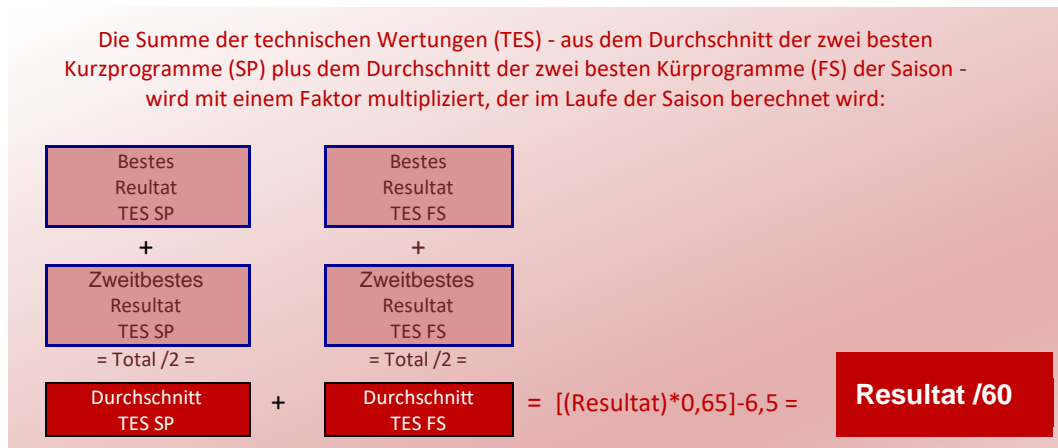 Die Summe der technischen Wertungen (TES) - aus dem Durchschnitt der zwei besten
Kurzprogramme (SP) plus dem Durchschnitt der zwei besten Kürprogramme (FS) der Saison -
wird mit einem Faktor multipliziert, der im Laufe der Saison berechnet wird:
Bestes
Reultat
TES SP
+
Zweitbestes
Resultat
TES SP
= Total /2 =
Durchschnitt
TES SP
+
Bestes
Resultat
TES FS
+
Zweitbestes
Resultat
TES FS
= Total /2 =
Durchschnitt
TES FS
= [(Resultat)*0,65]-6,5 =
Resultat /60